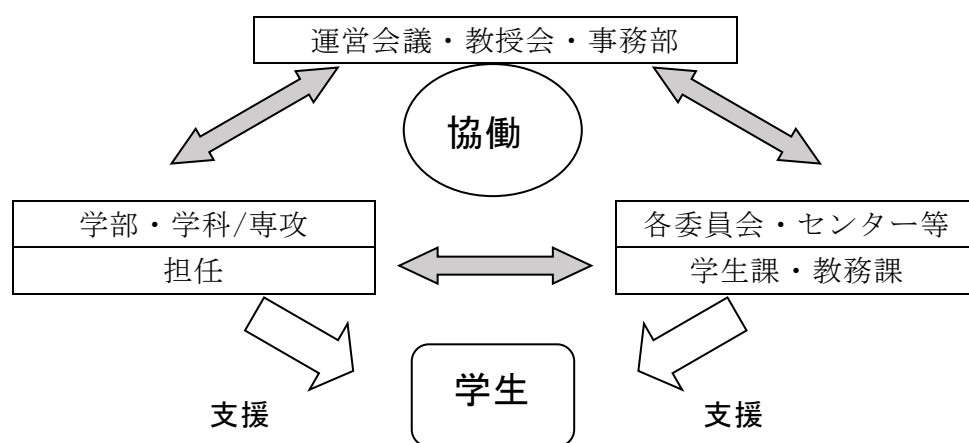 運営会議・教授会・事務部
協働
学部・学科/専攻
各委員会・センター等
担任
学生課・教務課
学生
支援
支援